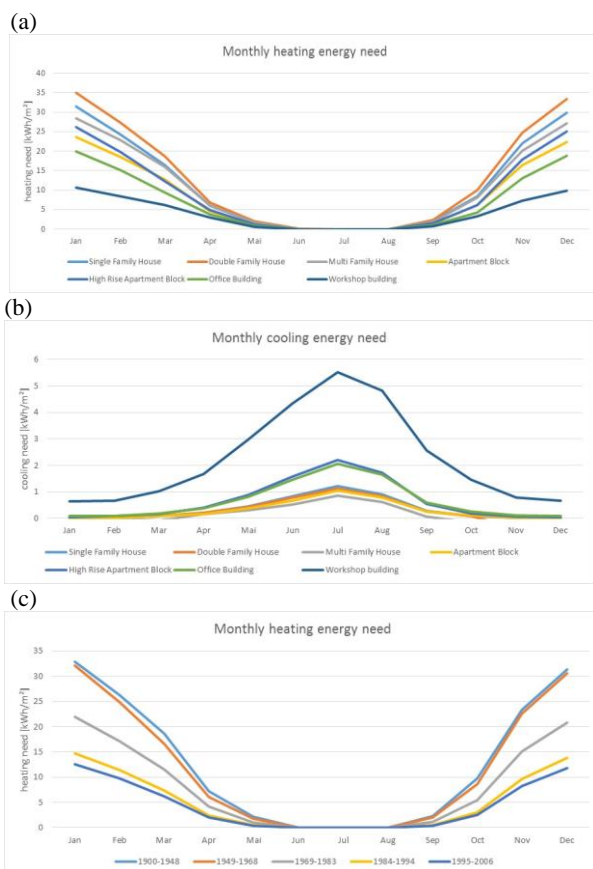 (a)
Monthly heating energy need
heating need [kWh/m²]
40
35
30
25
20
15
10
5
0
Jan Feb Mar Apr Mai Jun Jul Aug Sep Oct Nov Dec
Single Family House Double Family House Multi Family House Apartment Block
High Rise Apartment Block Office Building Workshop building
(b)
Monthly cooling energy need
cooling need [kWh/m²]
6
5
4
3
2
1
0
Jan Feb Mar Apr Mai Jun Jul Aug Sep Oct Nov Dec
Single Family House Double Family House Multi Family House Apartment Block
High Rise Apartment Block Office Building Workshop building
(c)
Monthly heating energy need
heating need [kWh/m²]
35
30
25
20
15
10
5
0
Jan Feb Mar Apr Mai Jun Jul Aug Sep Oct Nov Dec
1900-1948 1949-1968 1969-1983 1984-1994 1995-2006